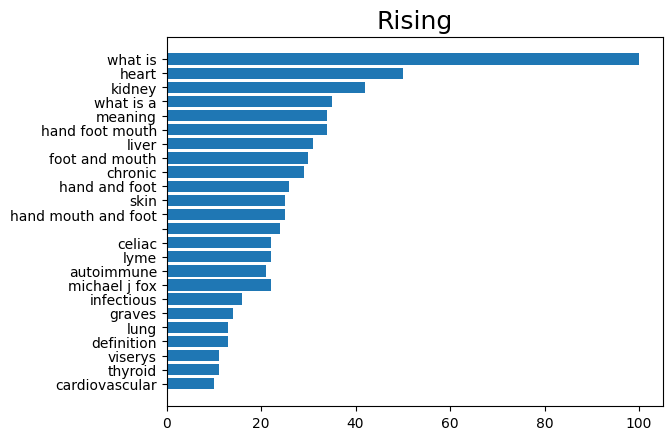 Rising
what is
heart
kidney
what is a
meaning
hand foot mouth
liver
foot and mouth
chronic
hand and foot
skin
hand mouth and foot
celiac
lyme
autoimmune
michael j fox
infectious
graves
lung
definition
viserys
thyroid
cardiovascular
0 20 40 60 80 100